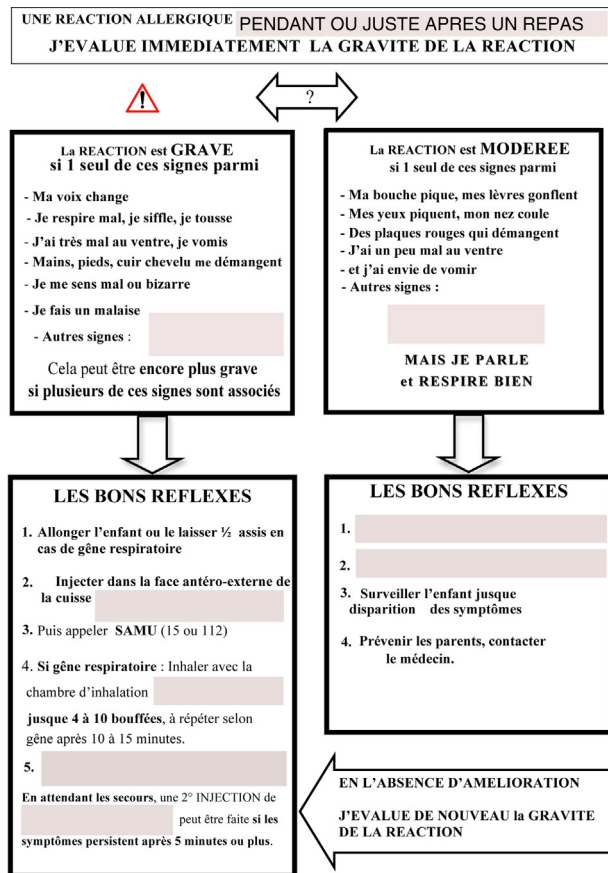 UNE REACTION ALLERGIQUE PENDANT OU JUSTE APRES UN REPAS
J'EVALUE IMMEDIATEMENT LA GRAVITE DE LA REACTION
!
?
La REACTION est GRAVE
si 1 seul de ces signes parmi
- Ma voix change
- Je respire mal, je siffle, je tousse
- J'ai très mal au ventre, je vomis
- Mains, pieds, cuir chevelu me démangent
- Je me sens mal ou bizarre
- Je fais un malaise
- Autres signes :
Cela peut être encore plus grave
si plusieurs de ces signes sont associés
La REACTION est MODEREE
si 1 seul de ces signes parmi
- Ma bouche pique, mes lèvres gonflent
- Mes yeux piquent, mon nez coule
- Des plaques rouges qui démangent
- J'ai un peu mal au ventre
- et j'ai envie de vomir
- Autres signes :
MAIS JE PARLE
et RESPIRE BIEN
LES BONS REFLEXES
1. Allonger l'enfant ou le laisser ½ assis en
cas de gêne respiratoire
2. Injecter dans la face antéro-externe de
la cuisse
3. Puis appeler SAMU (15 ou 112)
4. Si gêne respiratoire : Inhaler avec la
chambre d'inhalation
jusque 4 à 10 bouffées, à répéter selon
gêne après 10 à 15 minutes.
5.
En attendant les secours, une 2° INJECTION de
peut être faite si les
symptômes persistent après 5 minutes ou plus.
LES BONS REFLEXES
1.
2.
3. Surveiller l'enfant jusque
disparition des symptômes
4. Prévenir les parents, contacter
le médecin.
EN L'ABSENCE D'AMELIORATION
J'EVALUE DE NOUVEAU la GRAVITE
DE LA REACTION